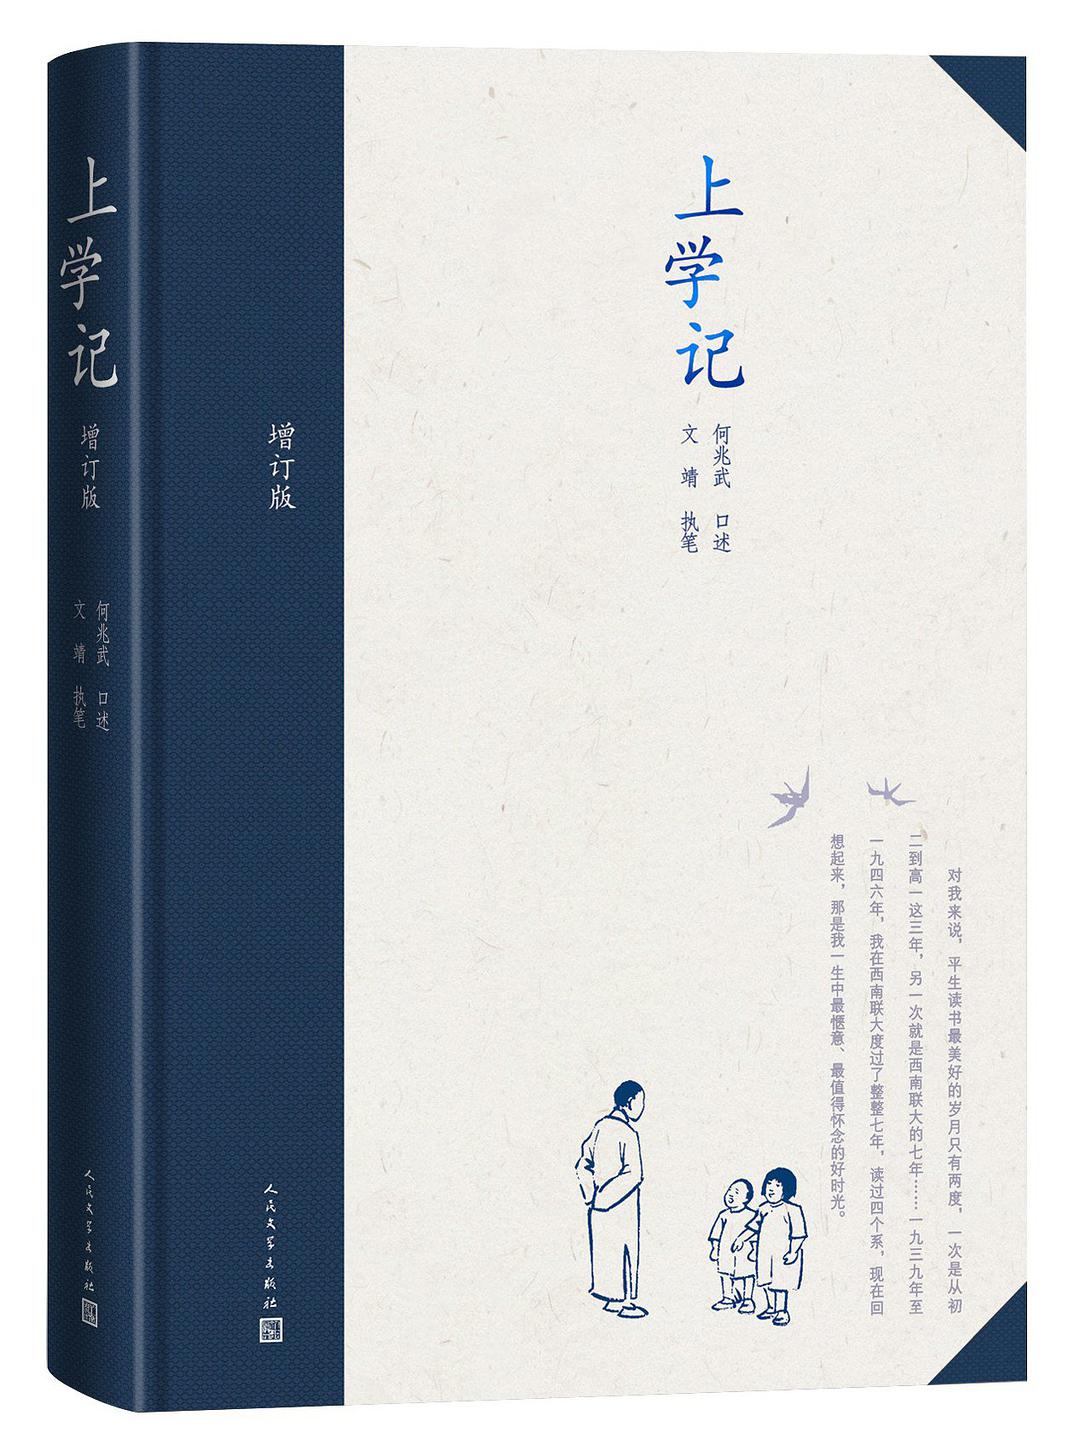 上学记
增订版
何兆武 口述
文靖 执笔
人民文学出版社
增订版
人民文学出版社
上学记
何兆武 口述
文靖 执笔
对我来说，平生读书最美好的岁月只有两度，一次是从初
二到高一这三年，另一次就是西南联大的七年……一九三九年至
一九四六年，我在西南联大度过了整整七年，读过四个系，现在回
想起来，那是我一生中最惬意、最值得怀念的好时光。